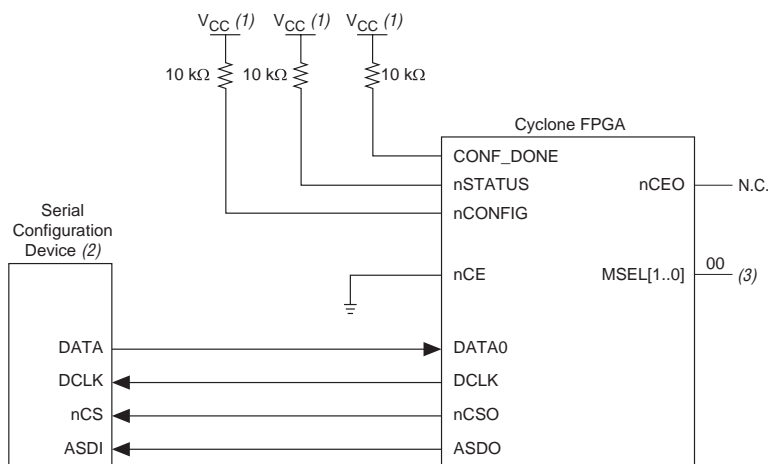 VCC (1) VCC (1) VCC (1)
10 kΩ 10 kΩ 10 kΩ
Cyclone FPGA
CONF_DONE
nSTATUS nCEO N.C.
nCONFIG
Serial
Configuration
Device (2)
nCE MSEL[1..0] 00 (3)
DATA DATA0
DCLK DCLK
nCS nCSO
ASDI ASDO